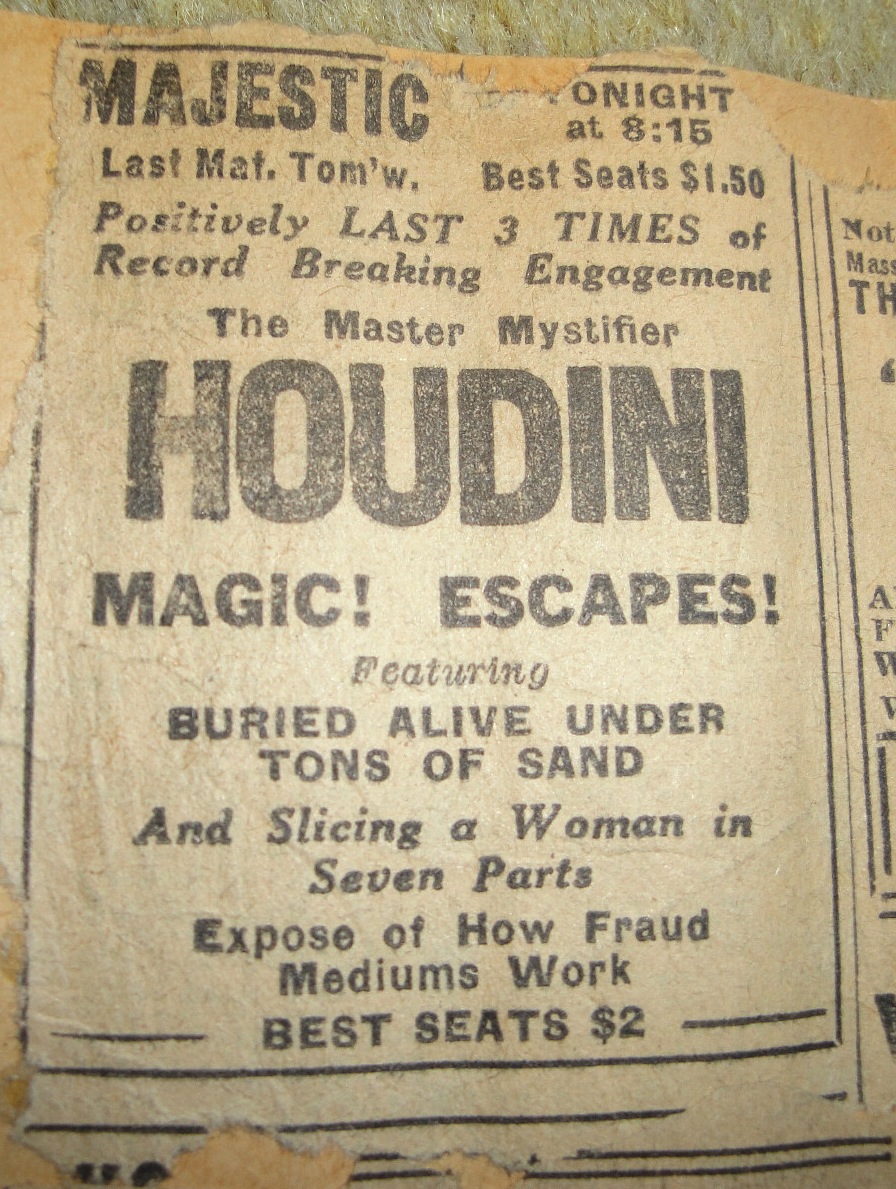 MAJESTIC
TONIGHT
at 8:15
Last Mat. Tom'w. Best Seats $1.50
Positively LAST 3 TIMES of
Record Breaking Engagement
The Master Mystifier
HOUDINI
MAGIC! ESCAPES!
Featuring
BURIED ALIVE UNDER
TONS OF SAND
And Slicing a Woman in
Seven Parts
Expose of How Fraud
Mediums Work
BEST SEATS $2